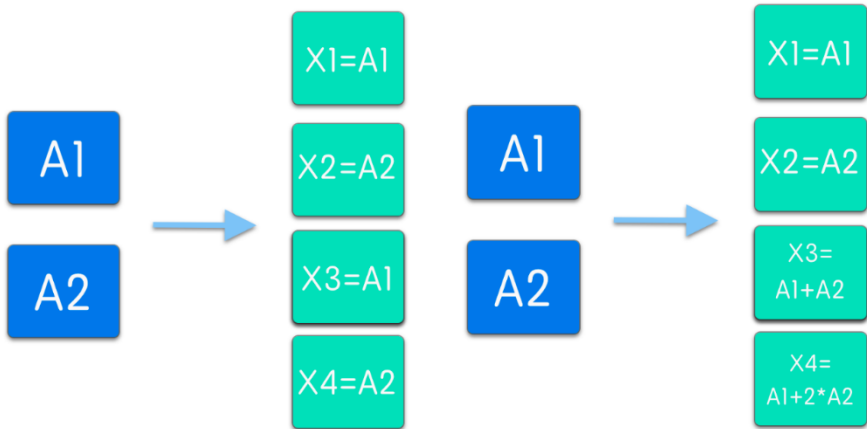 A1
A2
X1=A1
X2=A2
X3=A1
X4=A2
A1
A2
X1=A1
X2=A2
X3=
A1+A2
X4=
A1+2*A2